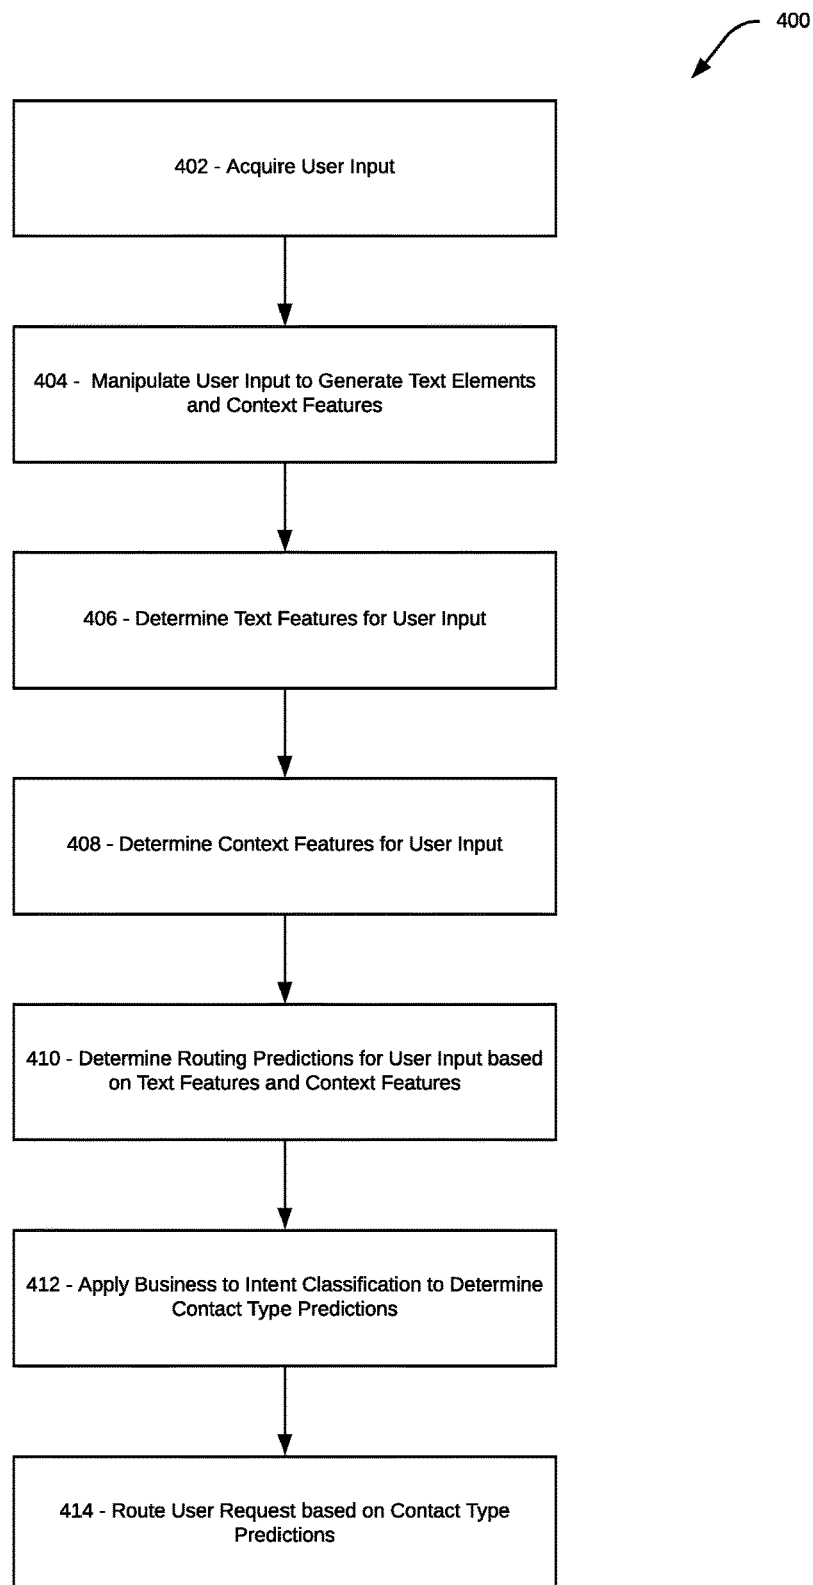 400
402 - Acquire User Input
404 -  Manipulate User Input to Generate Text Elements
and Context Features
406 - Determine Text Features for User Input
408 - Determine Context Features for User Input
410 - Determine Routing Predictions for User Input based
on Text Features and Context Features
412 - Apply Business to Intent Classification to Determine
Contact Type Predictions
414 - Route User Request based on Contact Type
Predictions